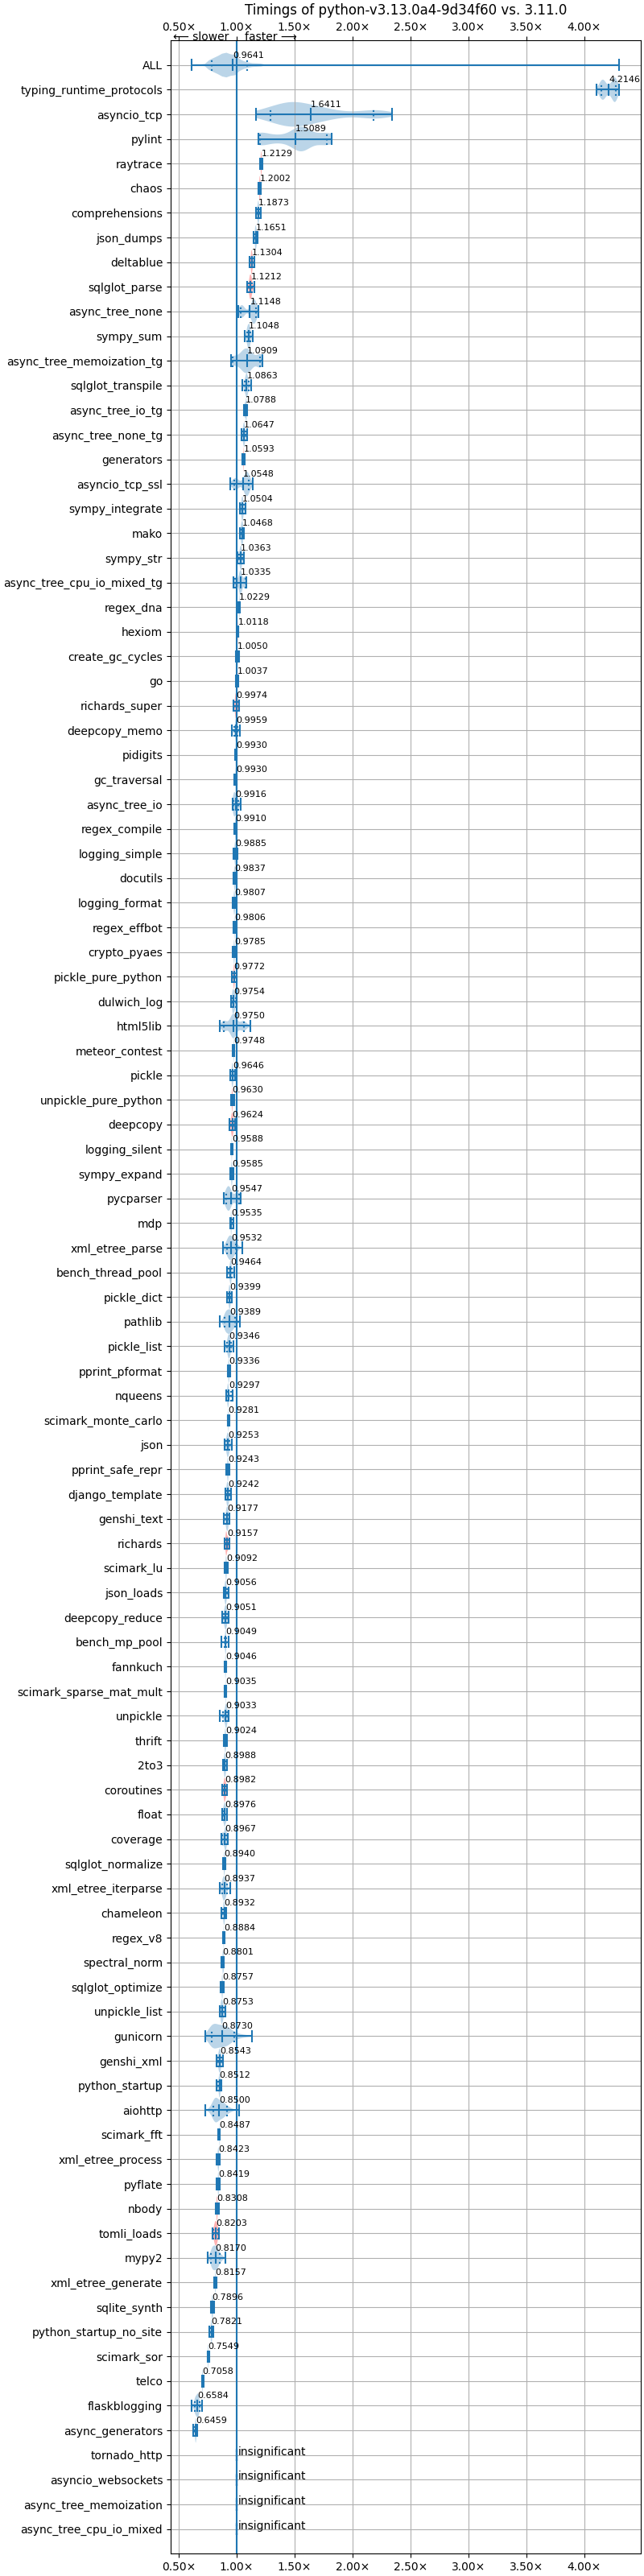 Timings of python-v3.13.0a4-9d34f60 vs. 3.11.0
0.50× 1.00× 1.50× 2.00× 2.50× 3.00× 3.50× 4.00×
⟵ slower faster ⟶
ALL 0.9641
typing_runtime_protocols 4.2146
asyncio_tcp 1.6411
pylint 1.5089
raytrace 1.2129
chaos 1.2002
comprehensions 1.1873
json_dumps 1.1651
deltablue 1.1304
sqlglot_parse 1.1212
async_tree_none 1.1148
sympy_sum 1.1048
async_tree_memoization_tg 1.0909
sqlglot_transpile 1.0863
async_tree_io_tg 1.0788
async_tree_none_tg 1.0647
generators 1.0593
asyncio_tcp_ssl 1.0548
sympy_integrate 1.0504
mako 1.0468
sympy_str 1.0363
async_tree_cpu_io_mixed_tg 1.0335
regex_dna 1.0229
hexiom 1.0118
create_gc_cycles 1.0050
go 1.0037
richards_super 0.9974
deepcopy_memo 0.9959
pidigits 0.9930
gc_traversal 0.9930
async_tree_io 0.9916
regex_compile 0.9910
logging_simple 0.9885
docutils 0.9837
logging_format 0.9807
regex_effbot 0.9806
crypto_pyaes 0.9785
pickle_pure_python 0.9772
dulwich_log 0.9754
html5lib 0.9750
meteor_contest 0.9748
pickle 0.9646
unpickle_pure_python 0.9630
deepcopy 0.9624
logging_silent 0.9588
sympy_expand 0.9585
pycparser 0.9547
mdp 0.9535
xml_etree_parse 0.9532
bench_thread_pool 0.9464
pickle_dict 0.9399
pathlib 0.9389
pickle_list 0.9346
pprint_pformat 0.9336
nqueens 0.9297
scimark_monte_carlo 0.9281
json 0.9253
pprint_safe_repr 0.9243
django_template 0.9242
genshi_text 0.9177
richards 0.9157
scimark_lu 0.9092
json_loads 0.9056
deepcopy_reduce 0.9051
bench_mp_pool 0.9049
fannkuch 0.9046
scimark_sparse_mat_mult 0.9035
unpickle 0.9033
thrift 0.9024
2to3 0.8988
coroutines 0.8982
float 0.8976
coverage 0.8967
sqlglot_normalize 0.8940
xml_etree_iterparse 0.8937
chameleon 0.8932
regex_v8 0.8884
spectral_norm 0.8801
sqlglot_optimize 0.8757
unpickle_list 0.8753
gunicorn 0.8730
genshi_xml 0.8543
python_startup 0.8512
aiohttp 0.8500
scimark_fft 0.8487
xml_etree_process 0.8423
pyflate 0.8419
nbody 0.8308
tomli_loads 0.8203
mypy2 0.8170
xml_etree_generate 0.8157
sqlite_synth 0.7896
python_startup_no_site 0.7821
scimark_sor 0.7549
telco 0.7058
flaskblogging 0.6584
async_generators 0.6459
tornado_http insignificant
asyncio_websockets insignificant
async_tree_memoization insignificant
async_tree_cpu_io_mixed insignificant
0.50× 1.00× 1.50× 2.00× 2.50× 3.00× 3.50× 4.00×